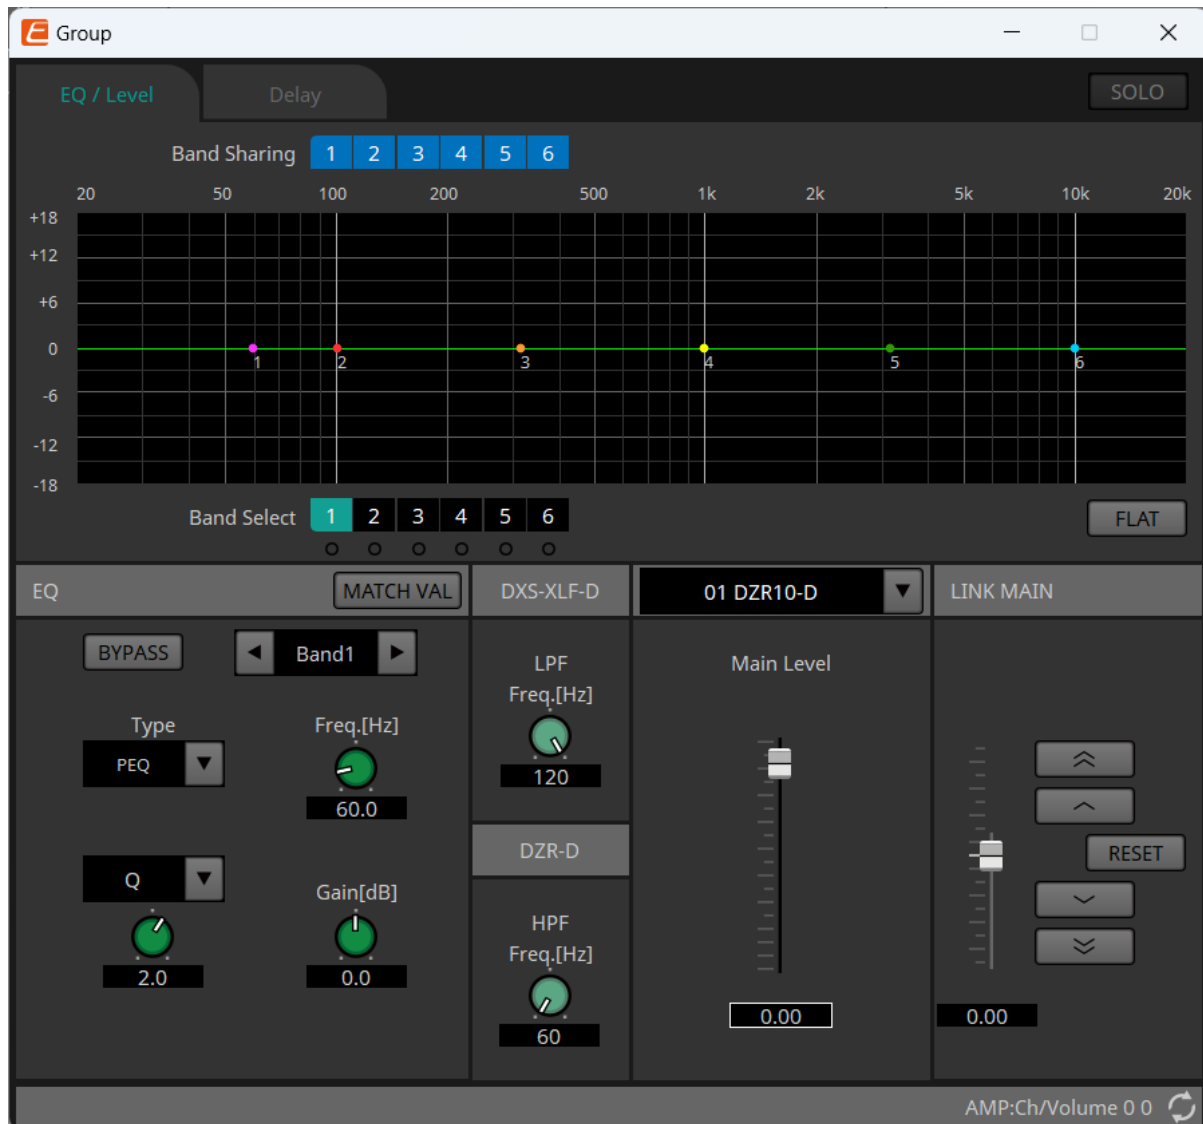 Group
EQ / Level
Delay
SOLO
Band Sharing 1 2 3 4 5 6
20 50 100 200 500 1k 2k 5k 10k 20k
+18
+12
+6
0
-6
-12
-18
1 2 3 4 5 6
Band Select 1 2 3 4 5 6
FLAT
EQ
MATCH VAL
BYPASS
Band1
Type
PEQ
Freq.[Hz]
60.0
Q
2.0
Gain[dB]
0.0
DXS-XLF-D
LPF
Freq.[Hz]
120
DZR-D
HPF
Freq.[Hz]
60
01 DZR10-D
Main Level
0.00
LINK MAIN
RESET
0.00
AMP:Ch/Volume 0 0